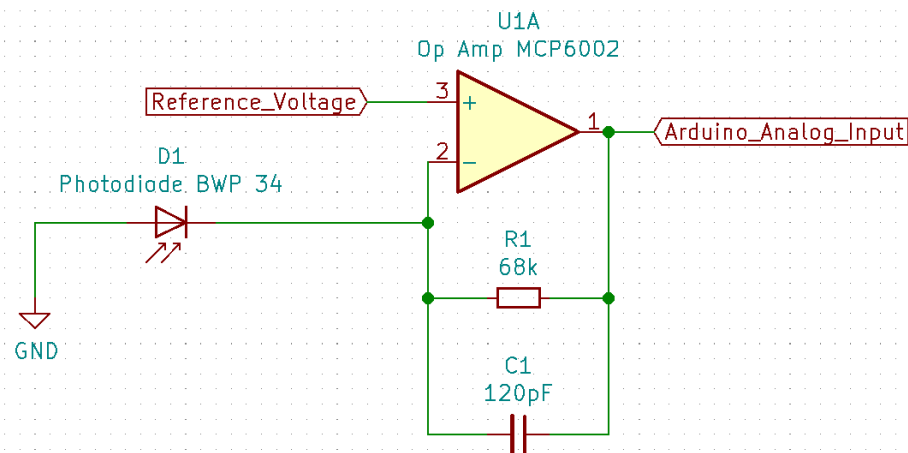 U1A
Op Amp MCP6002
Reference_Voltage
3
+
1
Arduino_Analog_Input
2
-
D1
Photodiode BWP 34
R1
68k
GND
C1
120pF